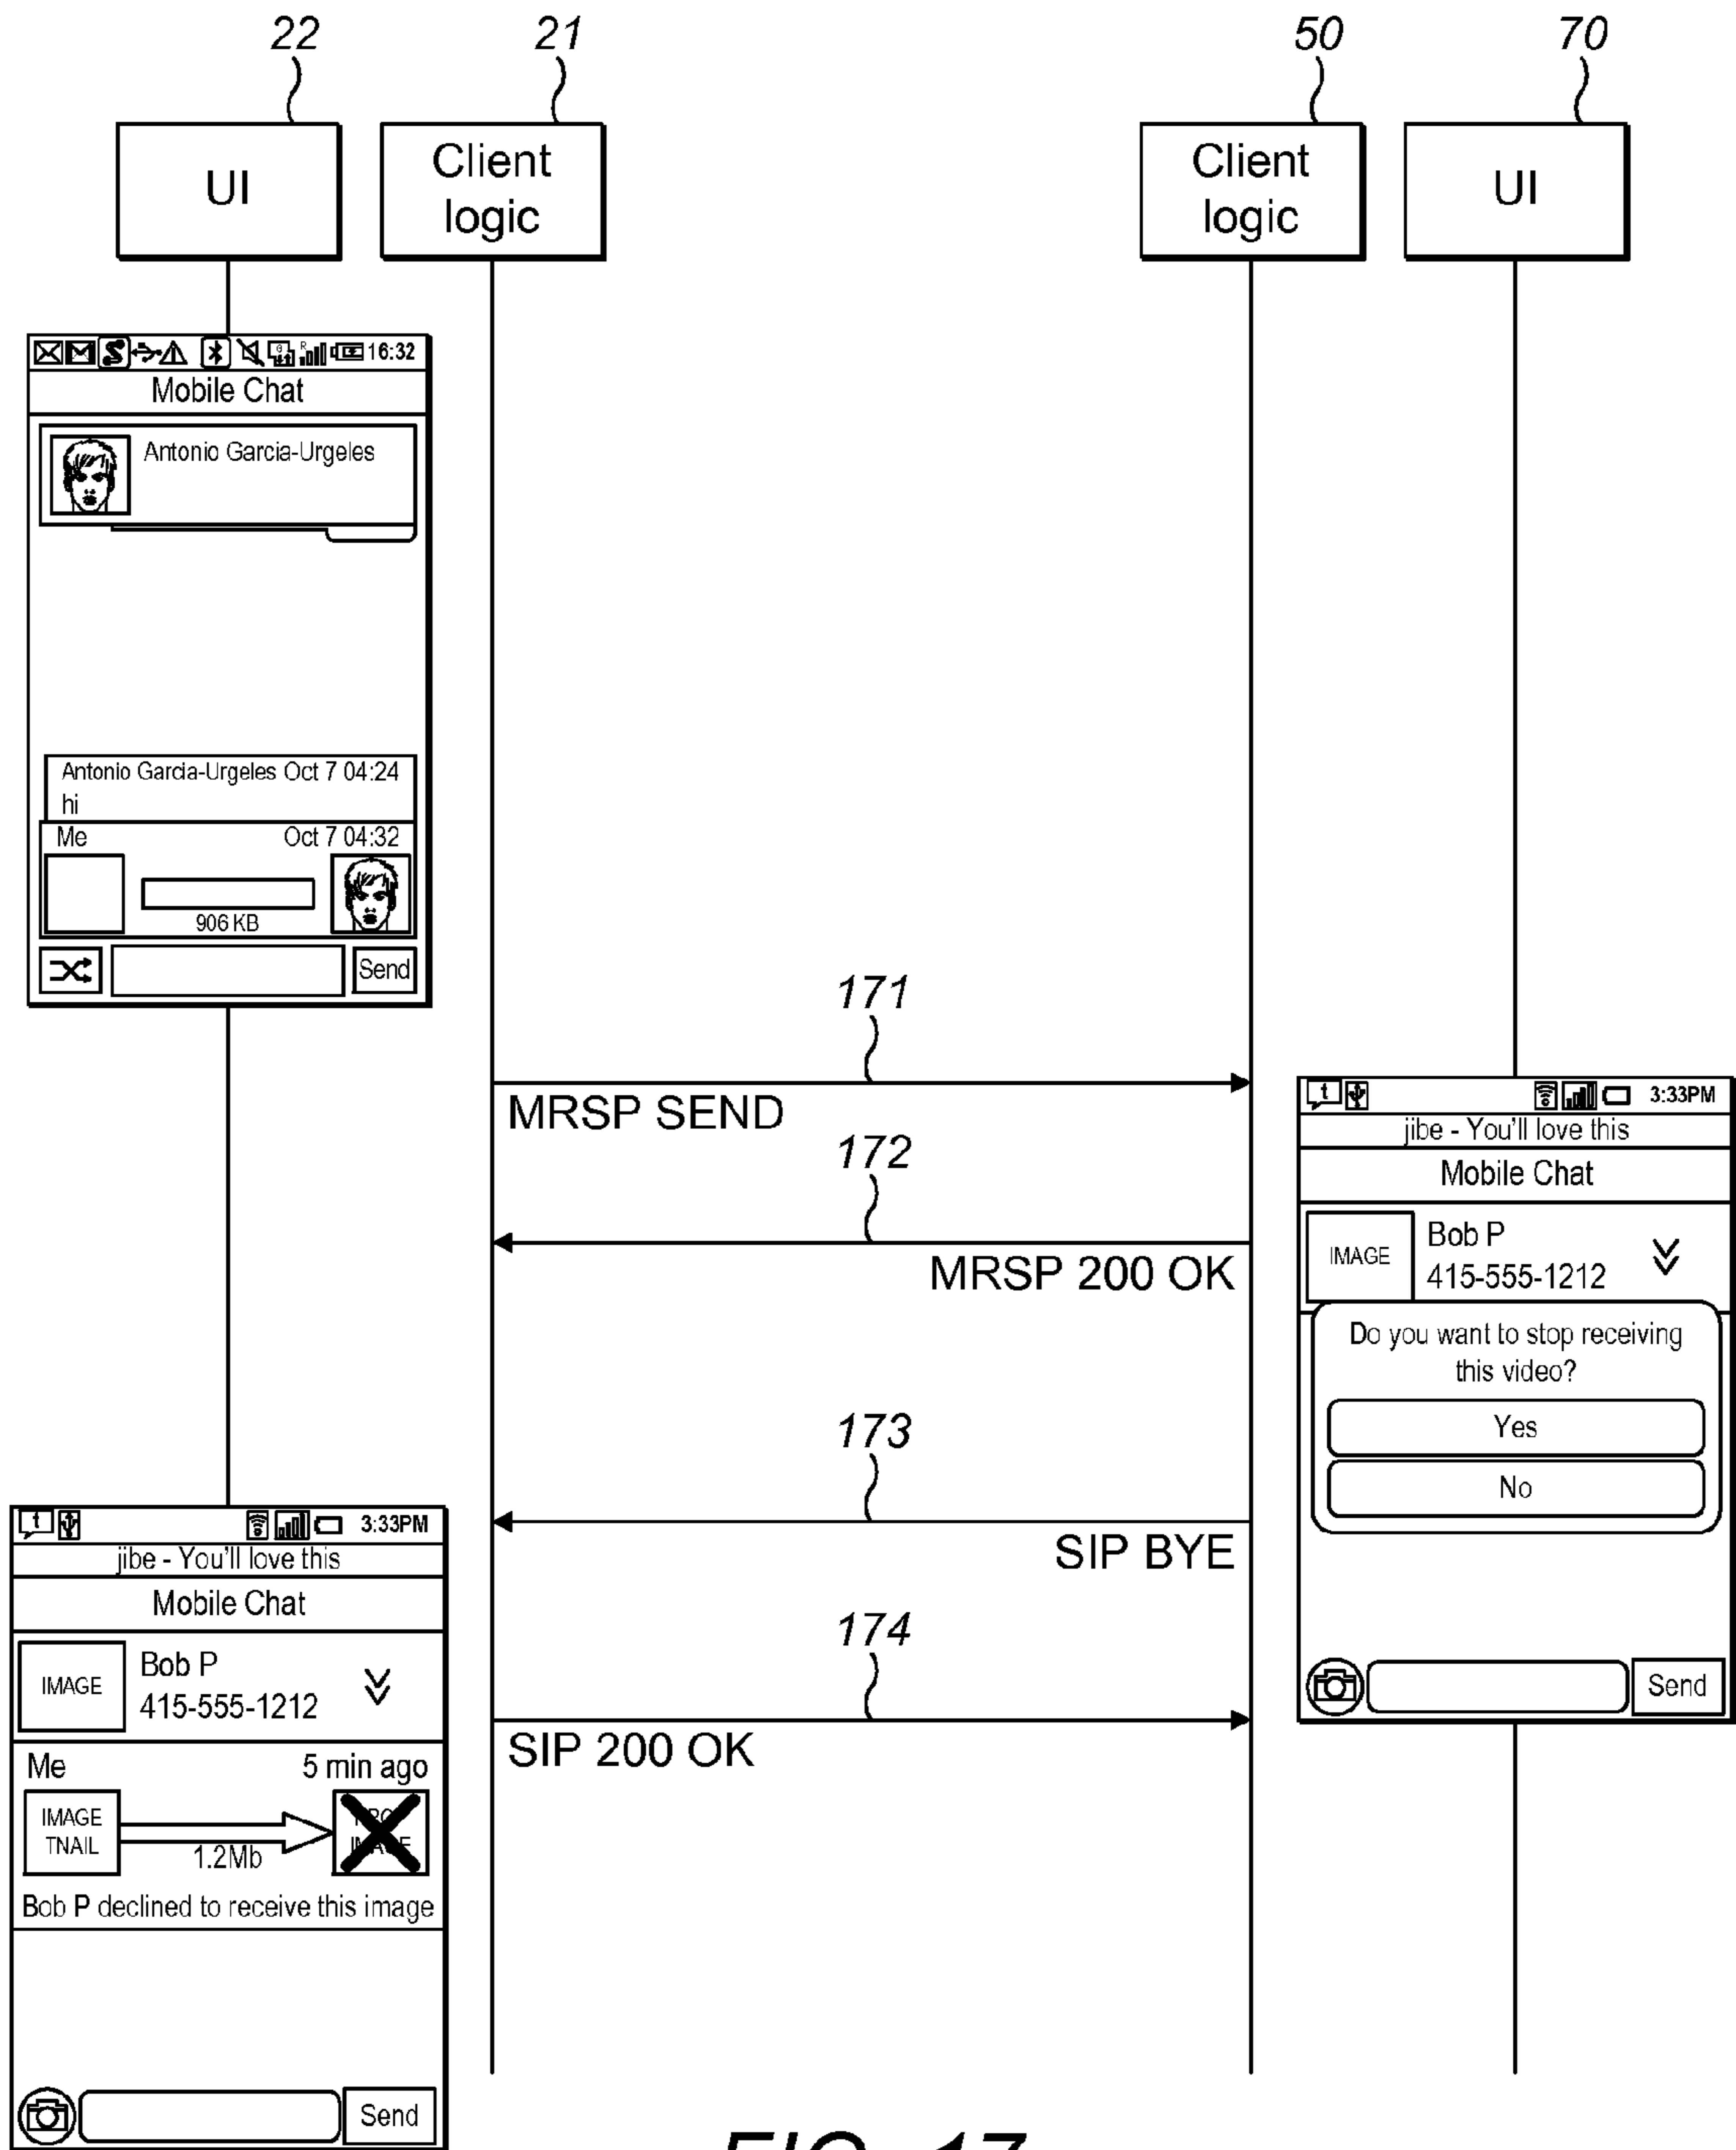 22
21
50
70
UI
Client
logic
Client
logic
UI
16:32
Mobile Chat
Antonio Garcia-Urgeles
Antonio Garcia-Urgeles Oct 7 04:24
hi
Me Oct 7 04:32
906 KB
Send
171
MRSP SEND
172
MRSP 200 OK
173
SIP BYE
174
SIP 200 OK
t 3:33PM
jibe - You'll love this
Mobile Chat
IMAGE
Bob P
415-555-1212
Do you want to stop receiving
this video?
Yes
No
Send
t 3:33PM
jibe - You'll love this
Mobile Chat
IMAGE
Bob P
415-555-1212
Me 5 min ago
IMAGE
TNAIL
1.2Mb
Bob P declined to receive this image
Send
FIG. 17